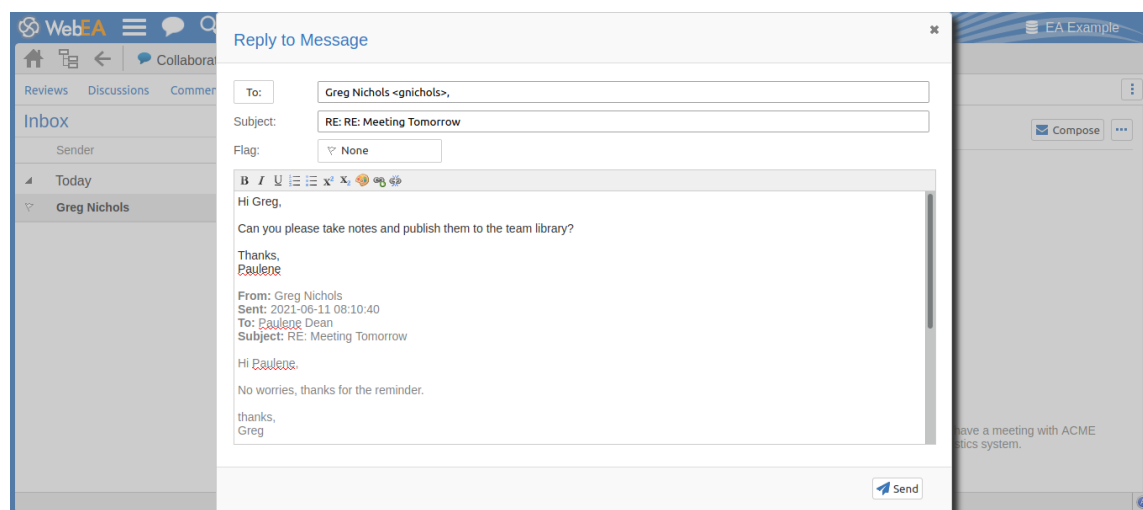 WebEA
EA Example
Collaborat
Reviews Discussions Commen
Inbox
Compose
Sender
Today
Greg Nichols
Reply to Message
To: Greg Nichols <gnichols>,
Subject: RE: RE: Meeting Tomorrow
Flag: None
B I U x² X₂
Hi Greg,
Can you please take notes and publish them to the team library?
Thanks,
Paulene
From: Greg Nichols
Sent: 2021-06-11 08:10:40
To: Paulene Dean
Subject: RE: Meeting Tomorrow
Hi Paulene,
No worries, thanks for the reminder.
thanks,
Greg
have a meeting with ACME
stics system.
Send